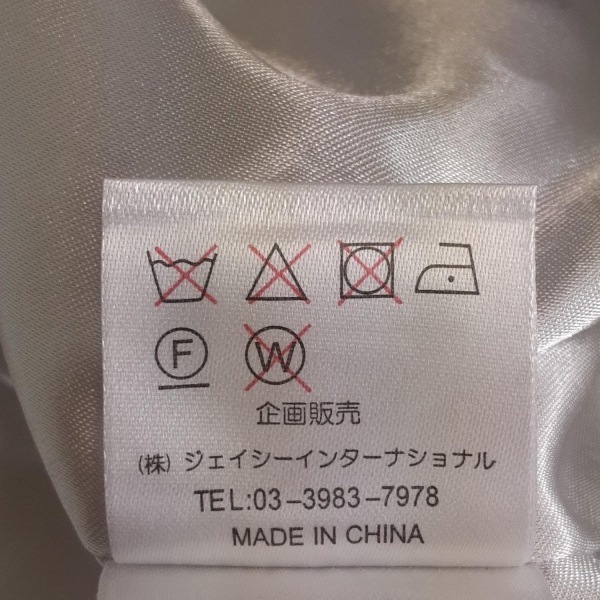 F W
企画販売
(株) ジェイシーインターナショナル
TEL:03-3983-7978
MADE IN CHINA